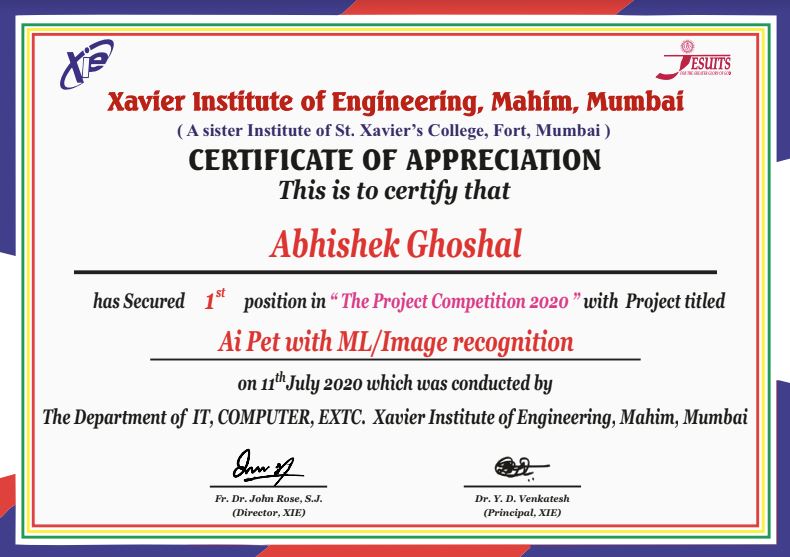 XIE
JESUITS
FOR THE GREATER GLORY OF GOD
Xavier Institute of Engineering, Mahim, Mumbai
( A sister Institute of St. Xavier's College, Fort, Mumbai )
CERTIFICATE OF APPRECIATION
This is to certify that
Abhishek Ghoshal
has Secured 1st position in “ The Project Competition 2020 ” with Project titled
Ai Pet with ML/Image recognition
on 11th July 2020 which was conducted by
The Department of IT, COMPUTER, EXTC. Xavier Institute of Engineering, Mahim, Mumbai
Fr. Dr. John Rose, S.J. Dr. Y. D. Venkatesh
(Director, XIE) (Principal, XIE)